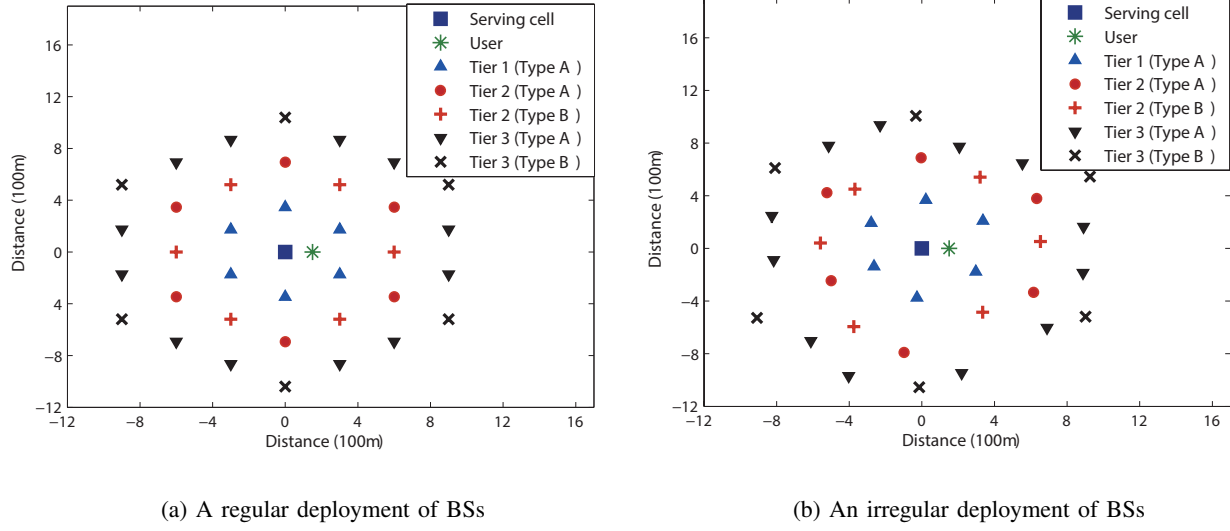 16
12
8
4
0
−4
−8
−12
−12
−8
−4
0
4
8
12
16
Distance (100m)
Distance (100m)
Serving cell
User
Tier 1 (Type A )
Tier 2 (Type A )
Tier 2 (Type B )
Tier 3 (Type A )
Tier 3 (Type B )
(a) A regular deployment of BSs
16
12
8
4
0
−4
−8
−12
−12
−8
−4
0
4
8
12
16
Distance (100m)
Distance (100m)
Serving cell
User
Tier 1 (Type A )
Tier 2 (Type A )
Tier 2 (Type B )
Tier 3 (Type A )
Tier 3 (Type B )
(b) An irregular deployment of BSs